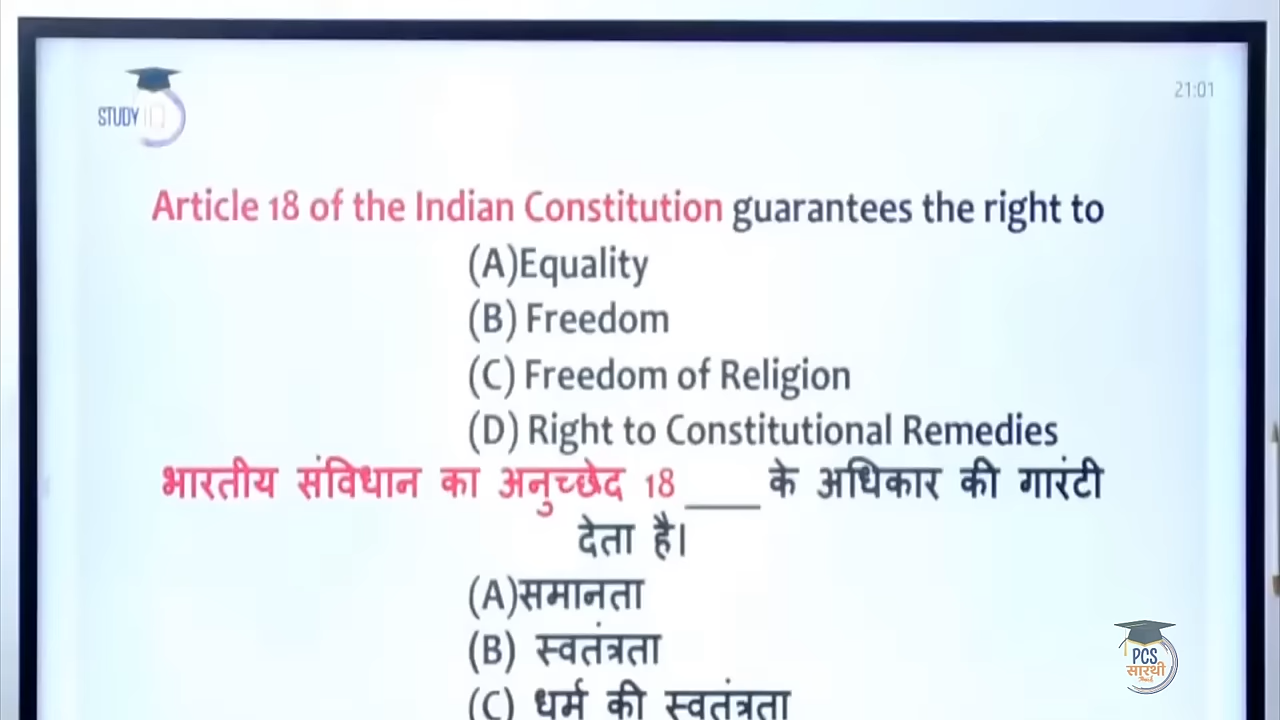 STUDY
21:01
Article 18 of the Indian Constitution guarantees the right to
(A)Equality
(B) Freedom
(C) Freedom of Religion
(D) Right to Constitutional Remedies
भारतीय संविधान का अनुच्छेद 18 ____ के अधिकार की गारंटी
देता है।
(A)समानता
(B) स्वतंत्रता
(C) धर्म की स्वतंत्रता
PCS
सारथी